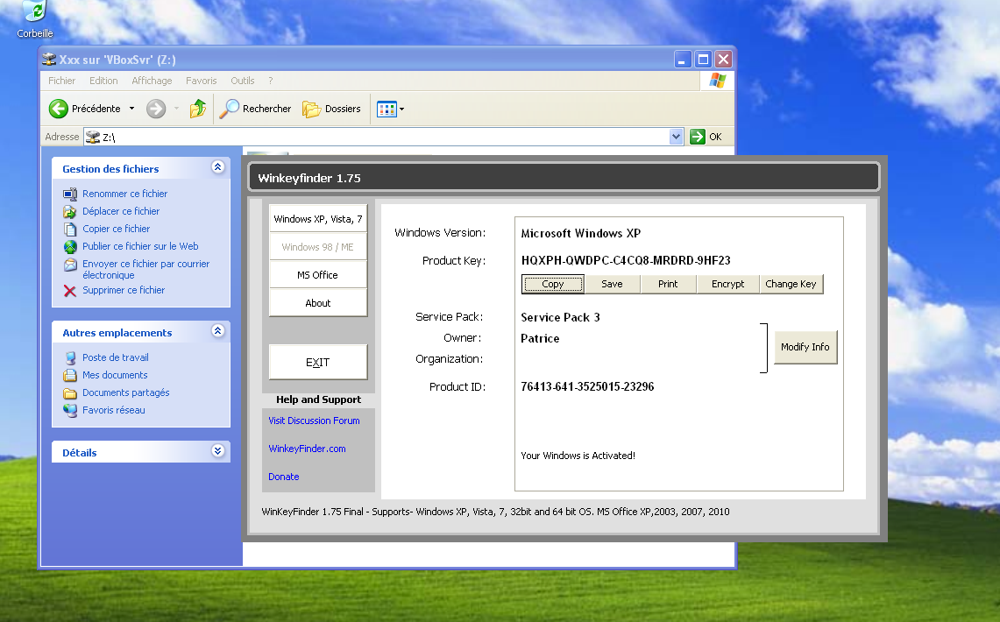 Corbeille
Xxx sur 'VBoxSvr' (Z:)
Fichier Edition Affichage Favoris Outils ?
Précédente Rechercher Dossiers
Adresse Z:\ OK
Gestion des fichiers
Renommer ce fichier
Déplacer ce fichier
Copier ce fichier
Publier ce fichier sur le Web
Envoyer ce fichier par courrier
électronique
Supprimer ce fichier
Autres emplacements
Poste de travail
Mes documents
Documents partagés
Favoris réseau
Détails
Winkeyfinder 1.75
Windows XP, Vista, 7
Windows 98 / ME
MS Office
About
EXIT
Help and Support
Visit Discussion Forum
WinkeyFinder.com
Donate
Windows Version: Microsoft Windows XP
Product Key: HQXPH-QWDPC-C4CQ8-MRDRD-9HF23
Copy Save Print Encrypt Change Key
Service Pack: Service Pack 3
Owner: Patrice
Modify Info
Organization:
Product ID: 76413-641-3525015-23296
Your Windows is Activated!
WinKeyFinder 1.75 Final - Supports- Windows XP, Vista, 7, 32bit and 64 bit OS. MS Office XP,2003, 2007, 2010